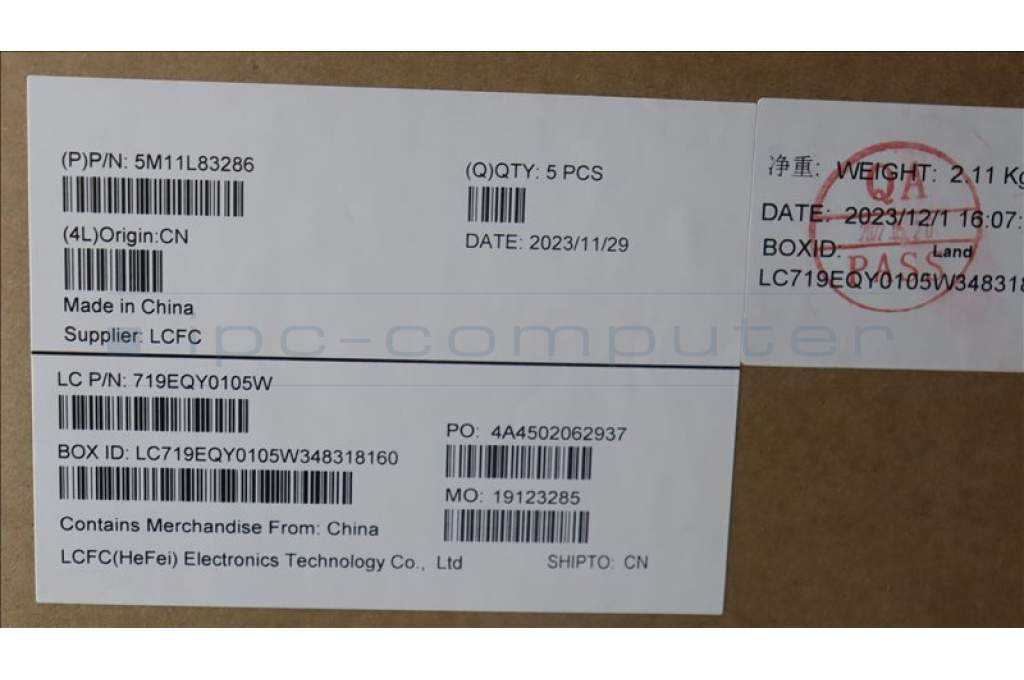 (P)P/N: 5M11L83286
(Q)QTY: 5 PCS
(4L)Origin:CN
DATE: 2023/11/29
Made in China
Supplier: LCFC
LC P/N: 719EQY0105W
PO: 4A4502062937
BOX ID: LC719EQY0105W348318160
MO: 19123285
Contains Merchandise From: China
LCFC(HeFei) Electronics Technology Co., Ltd
SHIPTO: CN
净重: WEIGHT: 2.11 Kg
DATE: 2023/12/1 16:07:
BOXID: Land
LC719EQY0105W348318
QA
PASS
ipc-computer